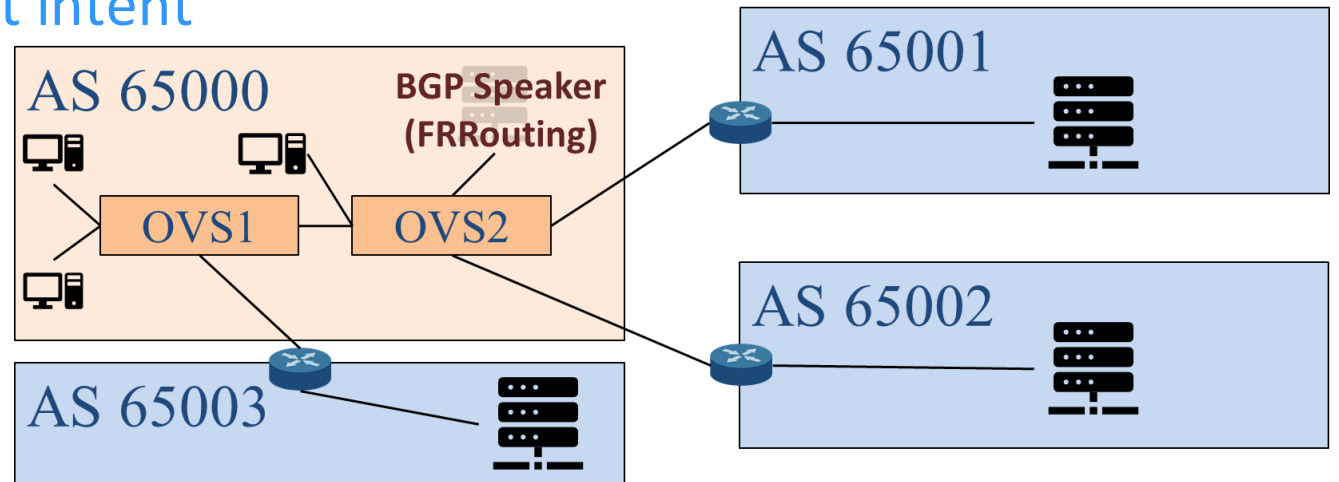 t intent
AS 65000
BGP Speaker
(FRRouting)
OVS1
OVS2
AS 65001
AS 65002
AS 65003